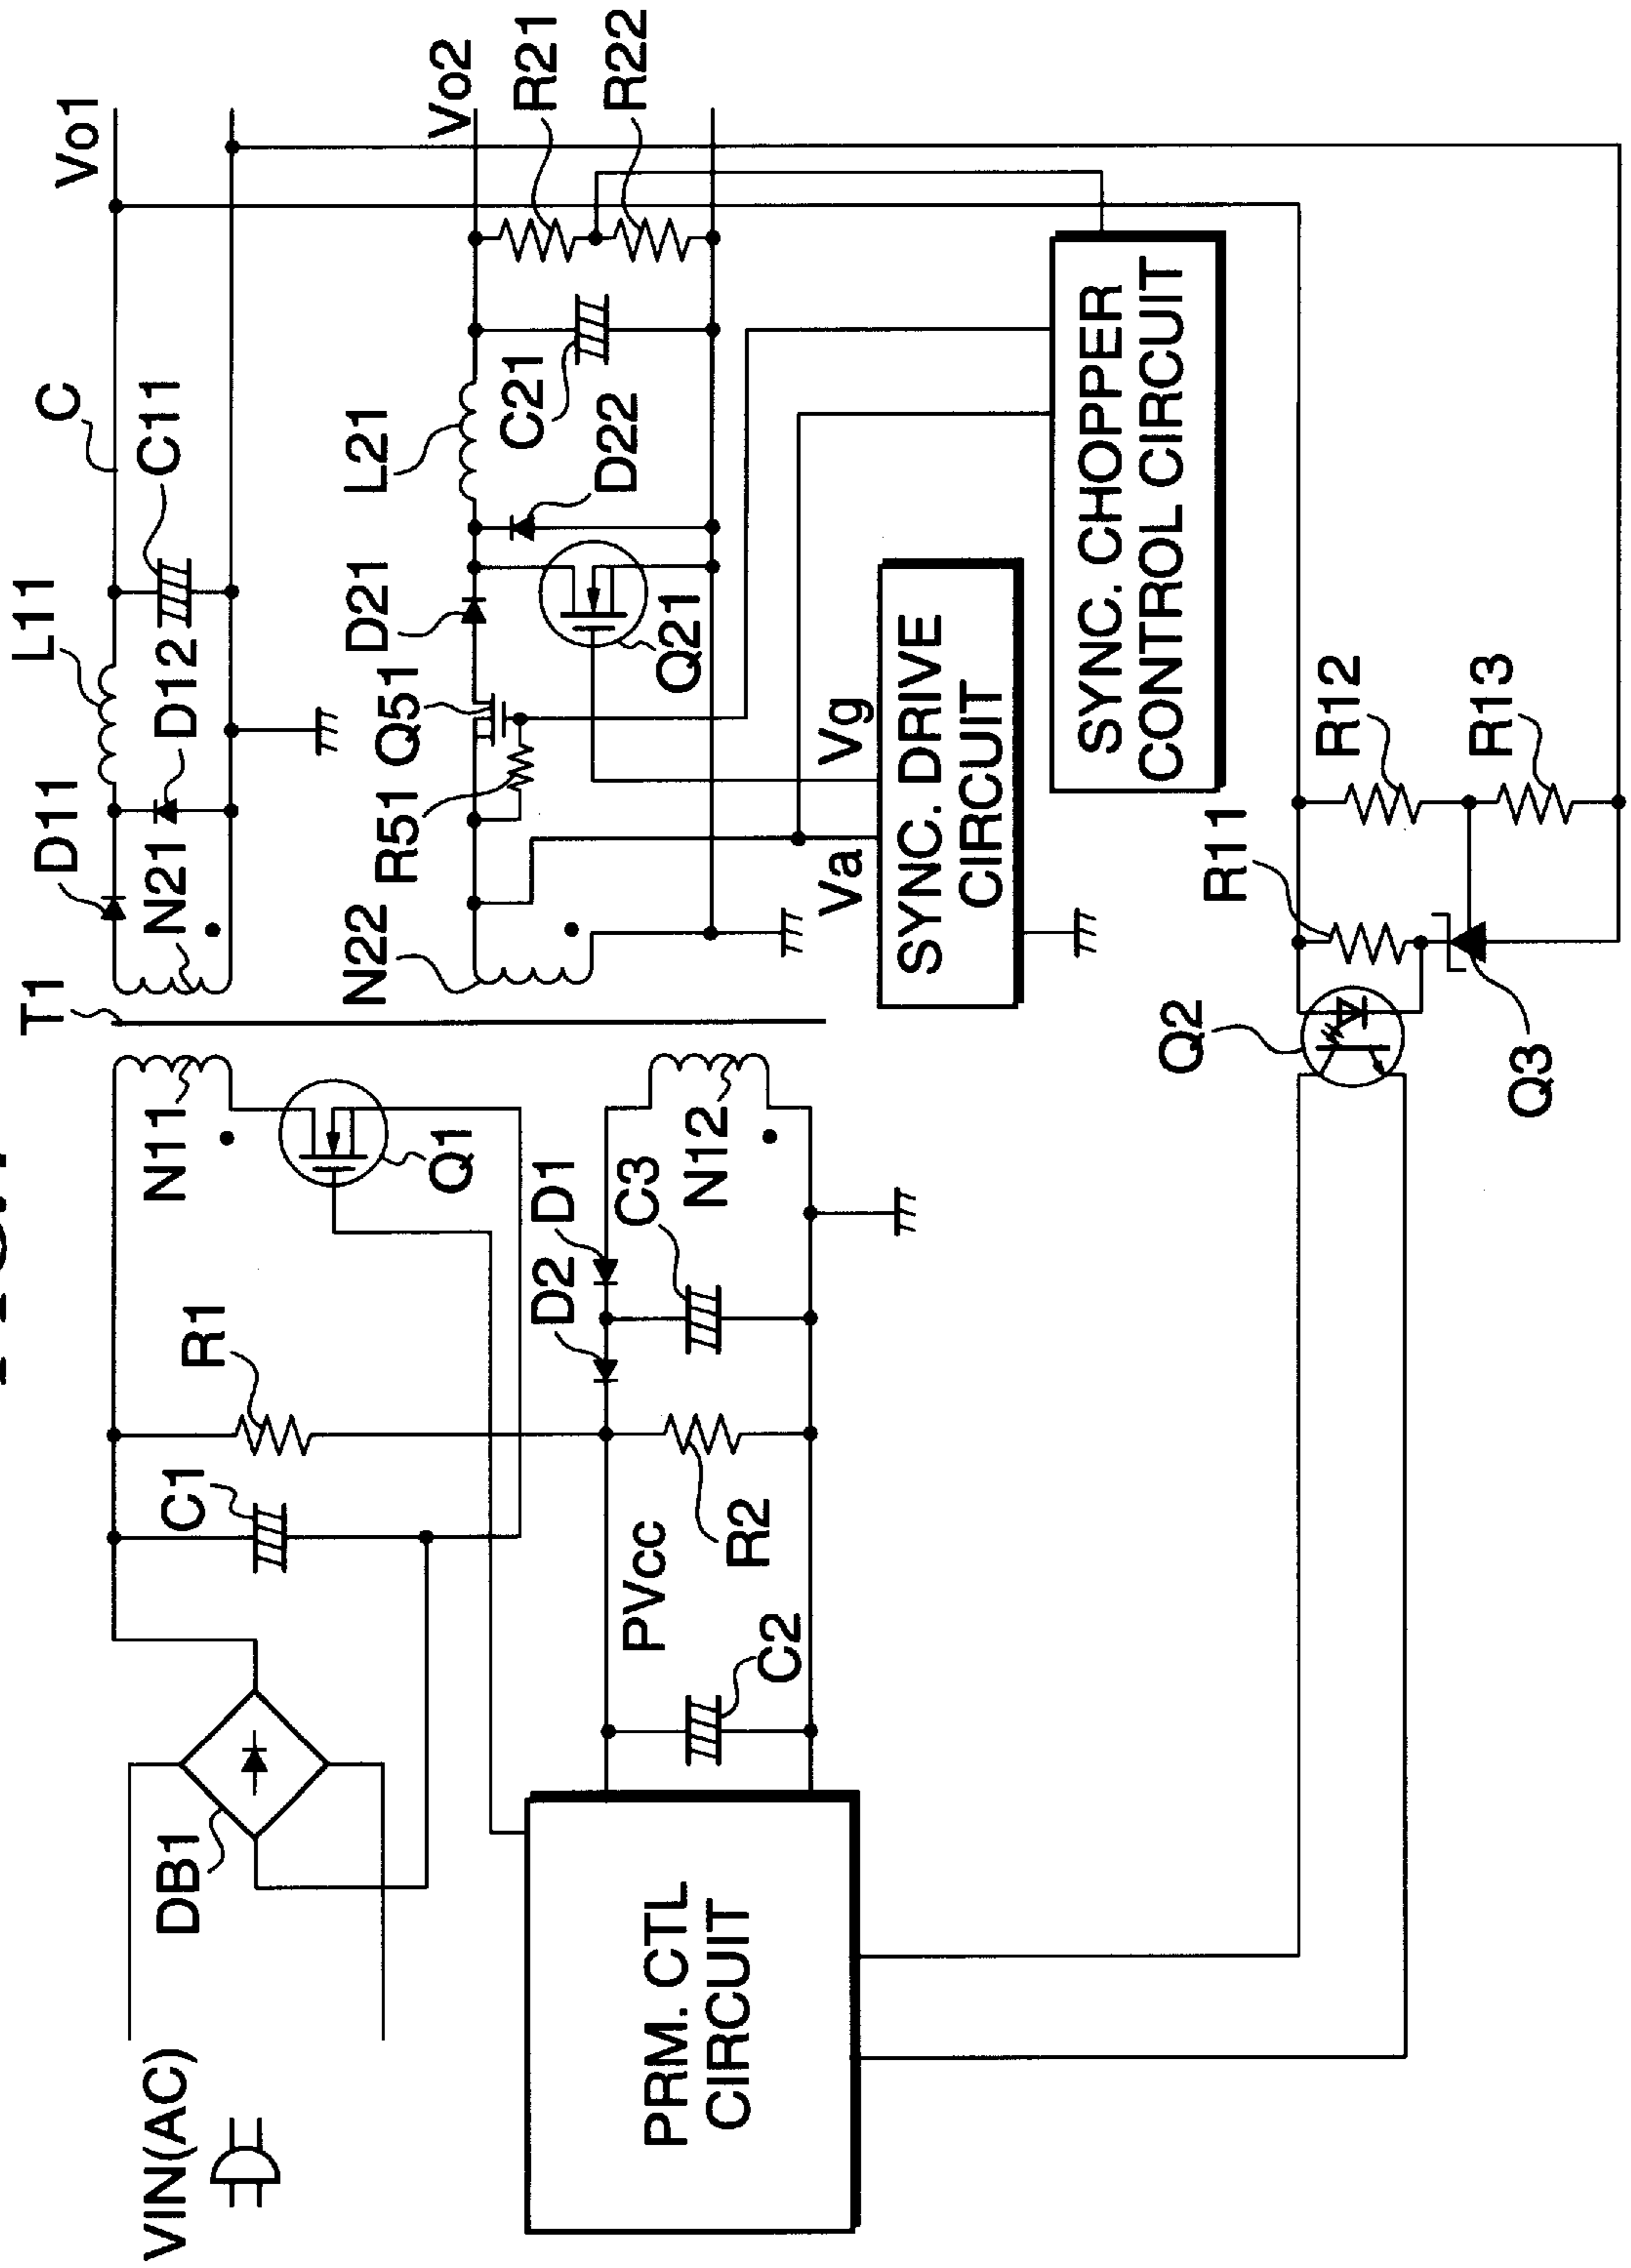 VIN(AC)
DB1
C1
R1
N11
Q1
T1
N21
D11
D12
L11
C11
C
Vo1
PRM. CTL
CIRCUIT
C2
PVcc
R2
D2
D1
C3
N12
N22
R51
Q51
D21
Q21
L21
D22
C21
Vo2
R21
R22
Va
Vg
SYNC. DRIVE
CIRCUIT
SYNC. CHOPPER
CONTROL CIRCUIT
Q2
Q3
R11
R12
R13